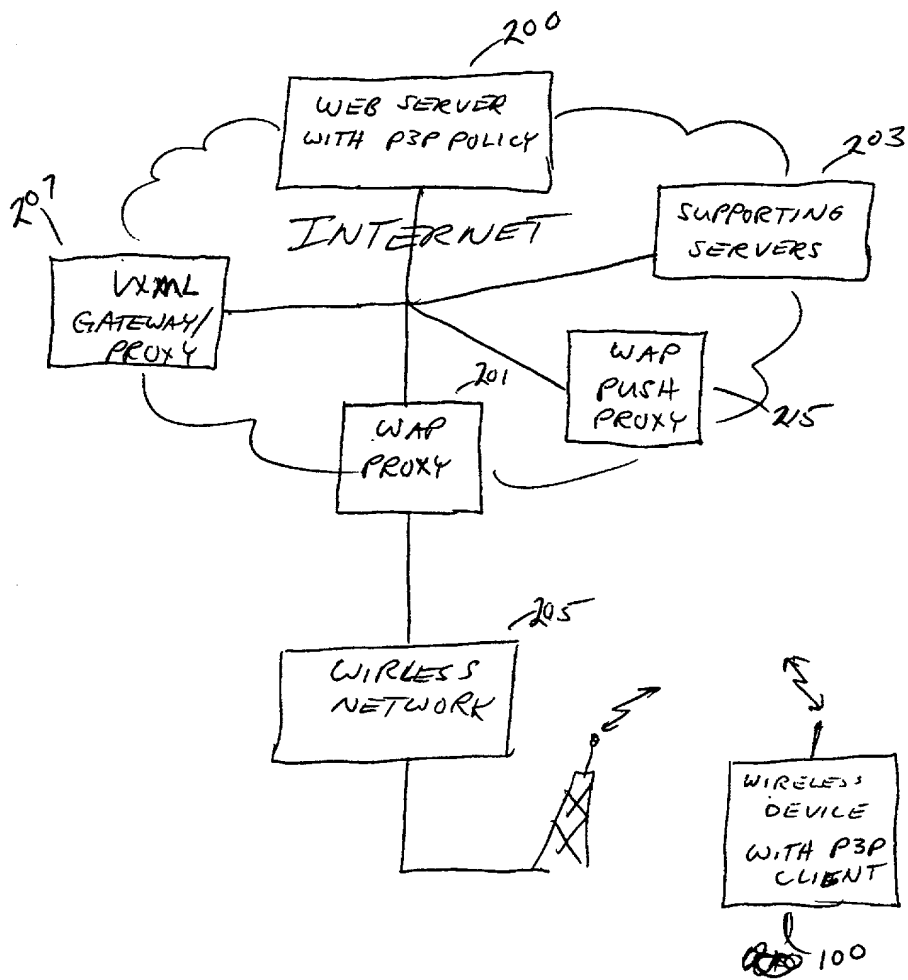 200
WEB SERVER
WITH P3P POLICY
203
SUPPORTING
SERVERS
207
INTERNET
VXML
GATEWAY/
PROXY
201
WAP
PROXY
WAP
PUSH
PROXY
215
205
WIRLESS
NETWORK
WIRELESS
DEVICE
WITH P3P
CLIENT
100